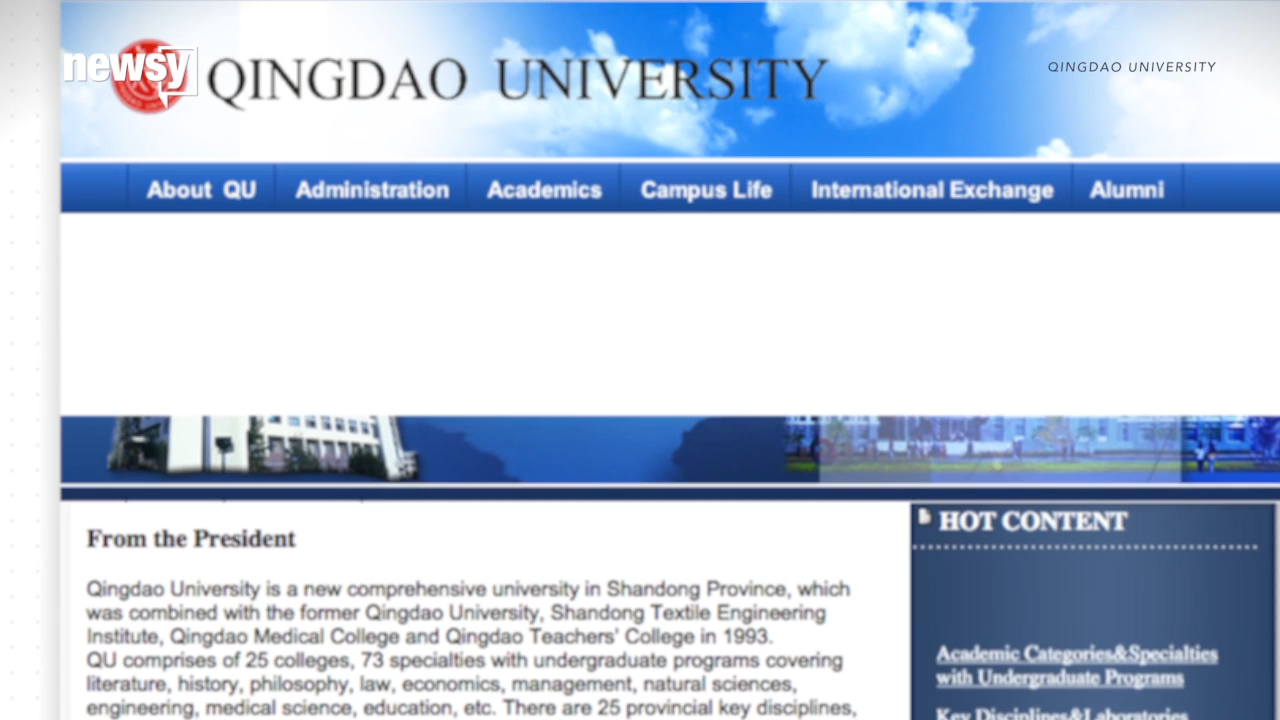 newsy
QINGDAO UNIVERSITY
QINGDAO UNIVERSITY
About QU
Administration
Academics
Campus Life
International Exchange
Alumni
From the President
Qingdao University is a new comprehensive university in Shandong Province, which
was combined with the former Qingdao University, Shandong Textile Engineering
Institute, Qingdao Medical College and Qingdao Teachers' College in 1993.
QU comprises of 25 colleges, 73 specialties with undergraduate programs covering
literature, history, philosophy, law, economics, management, natural sciences,
engineering, medical science, education, etc. There are 25 provincial key disciplines,
HOT CONTENT
Academic Categories&Specialties
with Undergraduate Programs
Key Disciplines&Laboratories